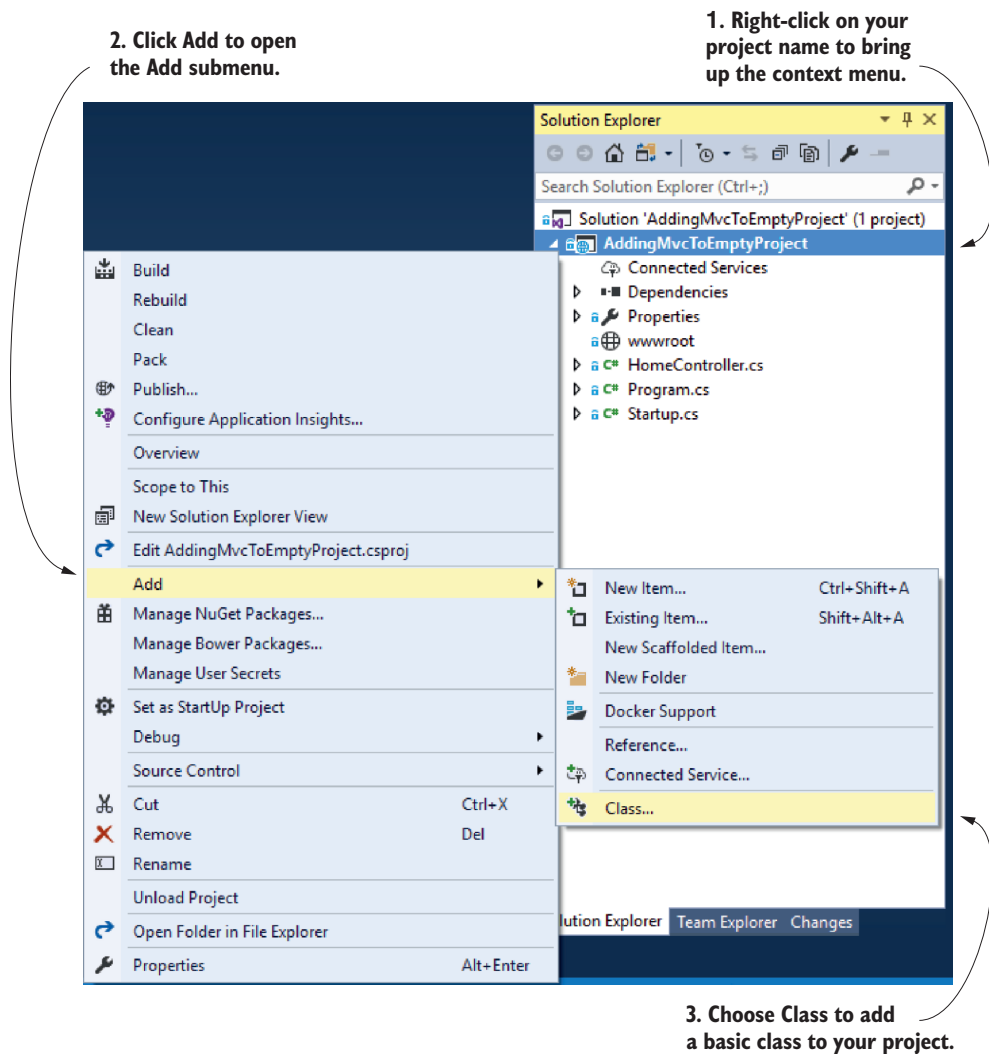 2. Click Add to open
the Add submenu.
1. Right-click on your
project name to bring
up the context menu.
Solution Explorer
Search Solution Explorer (Ctrl+;)
Solution 'AddingMvcToEmptyProject' (1 project)
AddingMvcToEmptyProject
Connected Services
Dependencies
Properties
wwwroot
C# HomeController.cs
C# Program.cs
C# Startup.cs
Build
Rebuild
Clean
Pack
Publish...
Configure Application Insights...
Overview
Scope to This
New Solution Explorer View
Edit AddingMvcToEmptyProject.csproj
Add
Manage NuGet Packages...
Manage Bower Packages...
Manage User Secrets
Set as StartUp Project
Debug
Source Control
Cut Ctrl+X
Remove Del
Rename
Unload Project
Open Folder in File Explorer
Properties Alt+Enter
New Item... Ctrl+Shift+A
Existing Item... Shift+Alt+A
New Scaffolded Item...
New Folder
Docker Support
Reference...
Connected Service...
Class...
lution Explorer Team Explorer Changes
3. Choose Class to add
a basic class to your project.